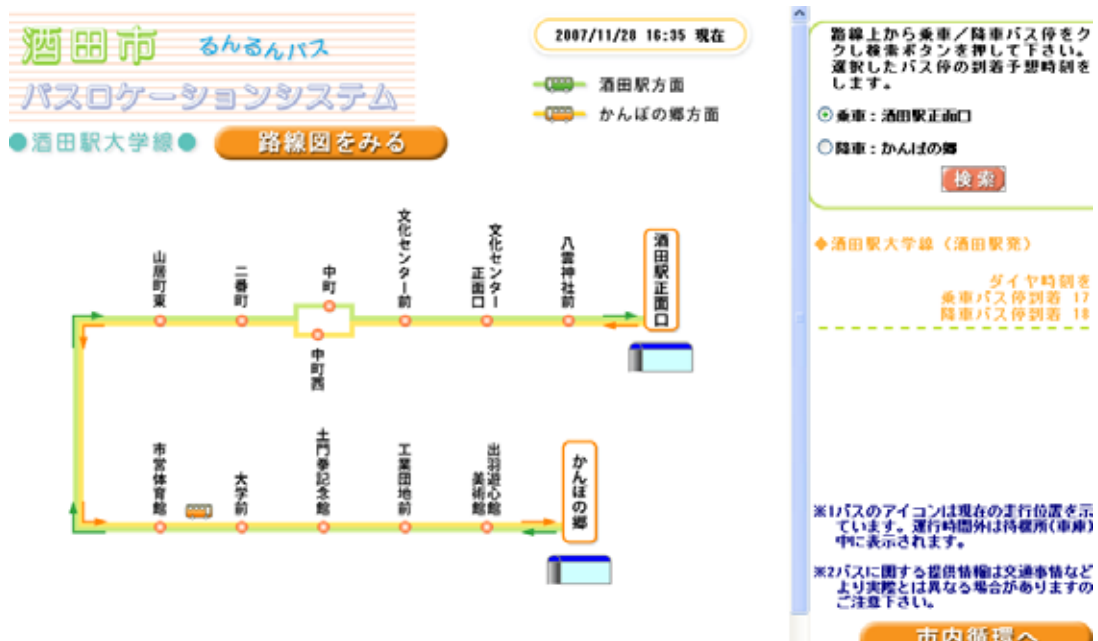 酒田市 るんるんバス
バスロケーションシステム
●酒田駅大学線●
路線図をみる
2007/11/20 16:35 現在
酒田駅方面
かんぽの郷方面
山居町東
二番町
中町
文化センター前
文化センター
正面口
八雲神社前
酒田駅正面口
中町西
市営体育館
大学前
土門拳記念館
工業団地前
出羽遊心館
美術館
かんぽの郷
路線上から乗車／降車バス停をク
クし検索ボタンを押して下さい。
選択したバス停の到着予想時刻を
します。
乗車：酒田駅正面口
降車：かんぽの郷
検索
◆酒田駅大学線（酒田駅発）
ダイヤ時刻を
乗車バス停到着 17
降車バス停到着 18
※1バスのアイコンは現在の走行位置を示
ています。運行時間外は待機所(車庫)
中に表示されます。
※2バスに関する提供情報は交通事情など
より実際とは異なる場合がありますの
ご注意下さい。
市内循環へ